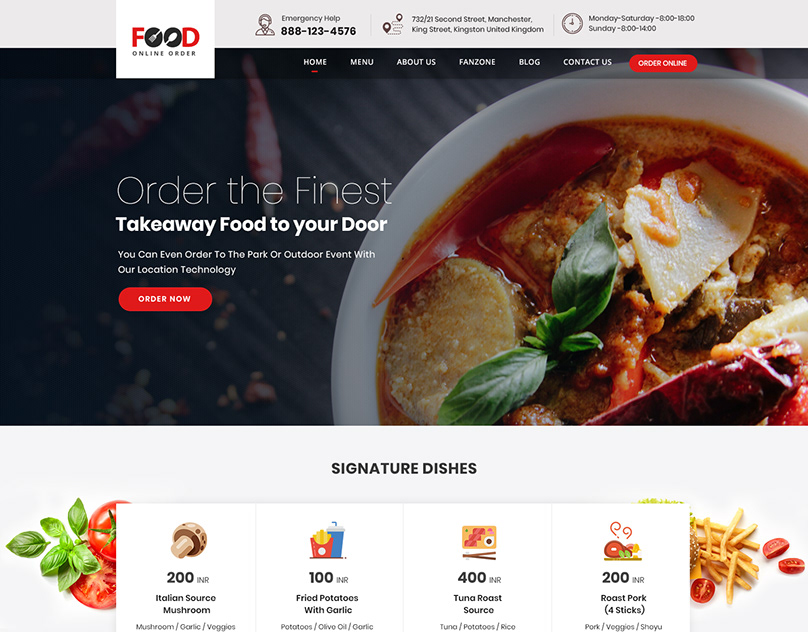 FOOD
ONLINE ORDER
Emergency Help
888-123-4576
732/21 Second Street, Manchester,
King Street, Kingston United Kingdom
Monday-Saturday -8:00-18:00
Sunday -8:00-14:00
HOME
MENU
ABOUT US
FANZONE
BLOG
CONTACT US
ORDER ONLINE
Order the Finest
Takeaway Food to your Door
You Can Even Order To The Park Or Outdoor Event With
Our Location Technology
ORDER NOW
SIGNATURE DISHES
200 INR
Italian Source
Mushroom
Mushroom / Garlic / Veggies
100 INR
Fried Potatoes
With Garlic
Potatoes / Olive Oil / Garlic
400 INR
Tuna Roast
Source
Tuna / Potatoes / Rice
200 INR
Roast Pork
(4 Sticks)
Pork / Veggies / Shoyu